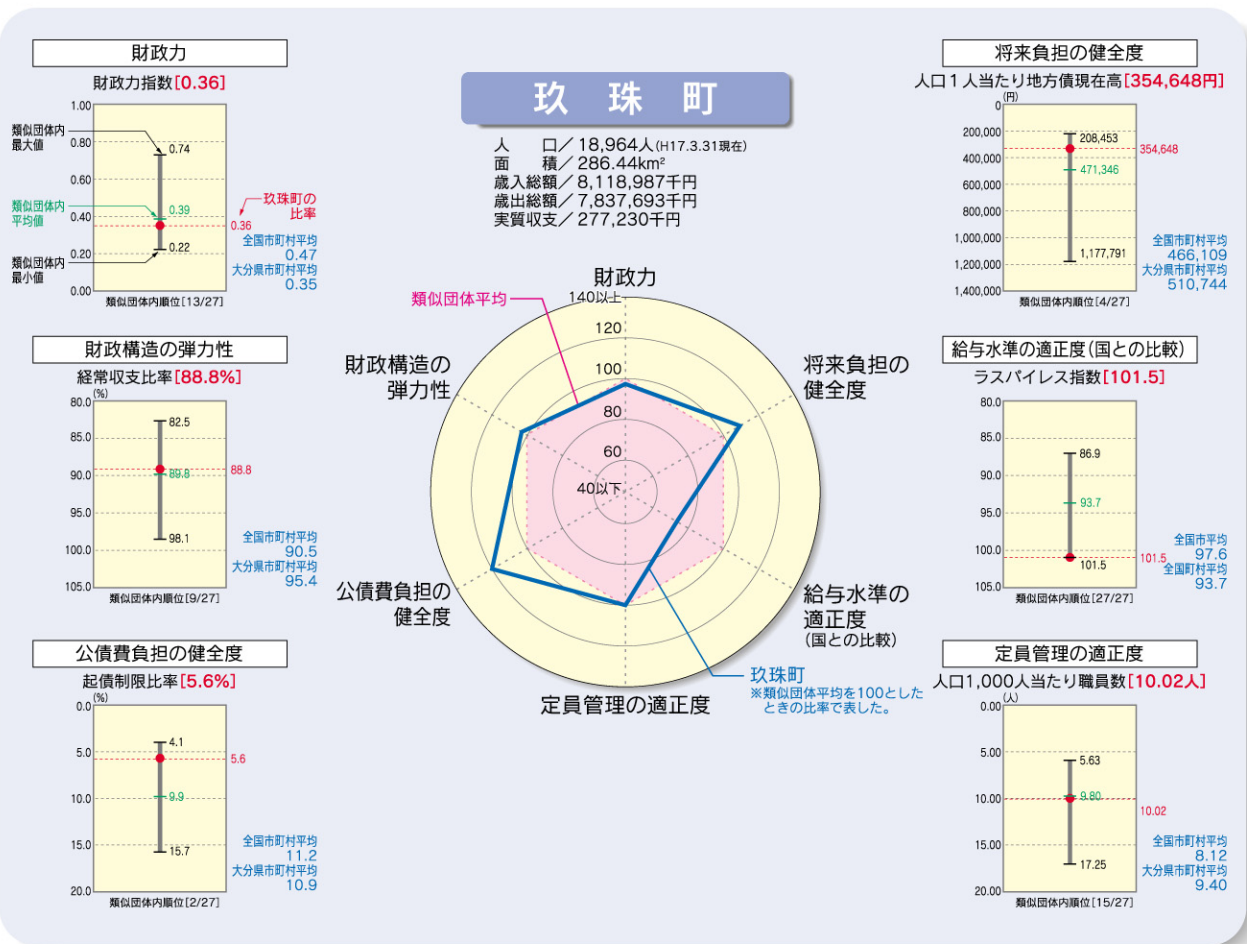 玖珠町
人口／18,964人(H17.3.31現在)
面積／286.44km²
歳入総額／8,118,987千円
歳出総額／7,837,693千円
実質収支／277,230千円
財政力
財政力指数[0.36]
1.00
0.80
0.60
0.40
0.20
0.00
類似団体内
最大値
0.74
類似団体内
平均値
0.39
玖珠町の
比率
0.36
類似団体内
最小値
0.22
全国市町村平均
0.47
大分県市町村平均
0.35
類似団体内順位[13/27]
財政構造の弾力性
経常収支比率[88.8%]
(%)
80.0
85.0
90.0
95.0
100.0
105.0
82.5
88.8
89.8
98.1
全国市町村平均
90.5
大分県市町村平均
95.4
類似団体内順位[9/27]
公債費負担の健全度
起債制限比率[5.6%]
(%)
0.0
5.0
10.0
15.0
20.0
4.1
5.6
9.9
15.7
全国市町村平均
11.2
大分県市町村平均
10.9
類似団体内順位[2/27]
類似団体平均
財政力
140以上
120
100
80
60
40以下
財政構造の
弾力性
将来負担の
健全度
公債費負担の
健全度
給与水準の
適正度
(国との比較)
定員管理の適正度
玖珠町
※類似団体平均を100とした
ときの比率で表した。
将来負担の健全度
人口1人当たり地方債現在高[354,648円]
(円)
0
200,000
400,000
600,000
800,000
1,000,000
1,200,000
1,400,000
208,453
354,648
471,346
1,177,791
全国市町村平均
466,109
大分県市町村平均
510,744
類似団体内順位[4/27]
給与水準の適正度(国との比較)
ラスパイレス指数[101.5]
80.0
85.0
90.0
95.0
100.0
105.0
86.9
93.7
101.5
101.5
全国市平均
97.6
全国町村平均
93.7
類似団体内順位[27/27]
定員管理の適正度
人口1,000人当たり職員数[10.02人]
(人)
0.00
5.00
10.00
15.00
20.00
5.63
9.80
10.02
17.25
全国市町村平均
8.12
大分県市町村平均
9.40
類似団体内順位[15/27]